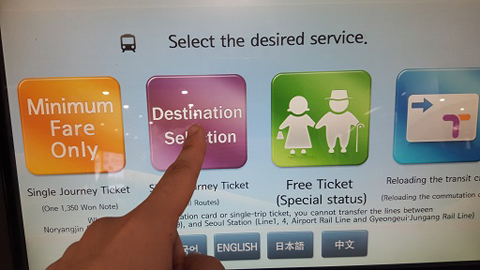 Select the desired service.
Minimum
Fare
Only
Destination
Selection
Single Journey Ticket
(One 1,350 Won Note)
Journey Ticket
Routes)
Free Ticket
(Special status)
Reloading the transit
(Reloading the commutation
card or single-trip ticket, you cannot transfer the lines between
Noryangjin
and Seoul Station (Line1, 4, Airport Rail Line and Gyeongeui·Jungang Rail Line)
ENGLISH
日本語
中文